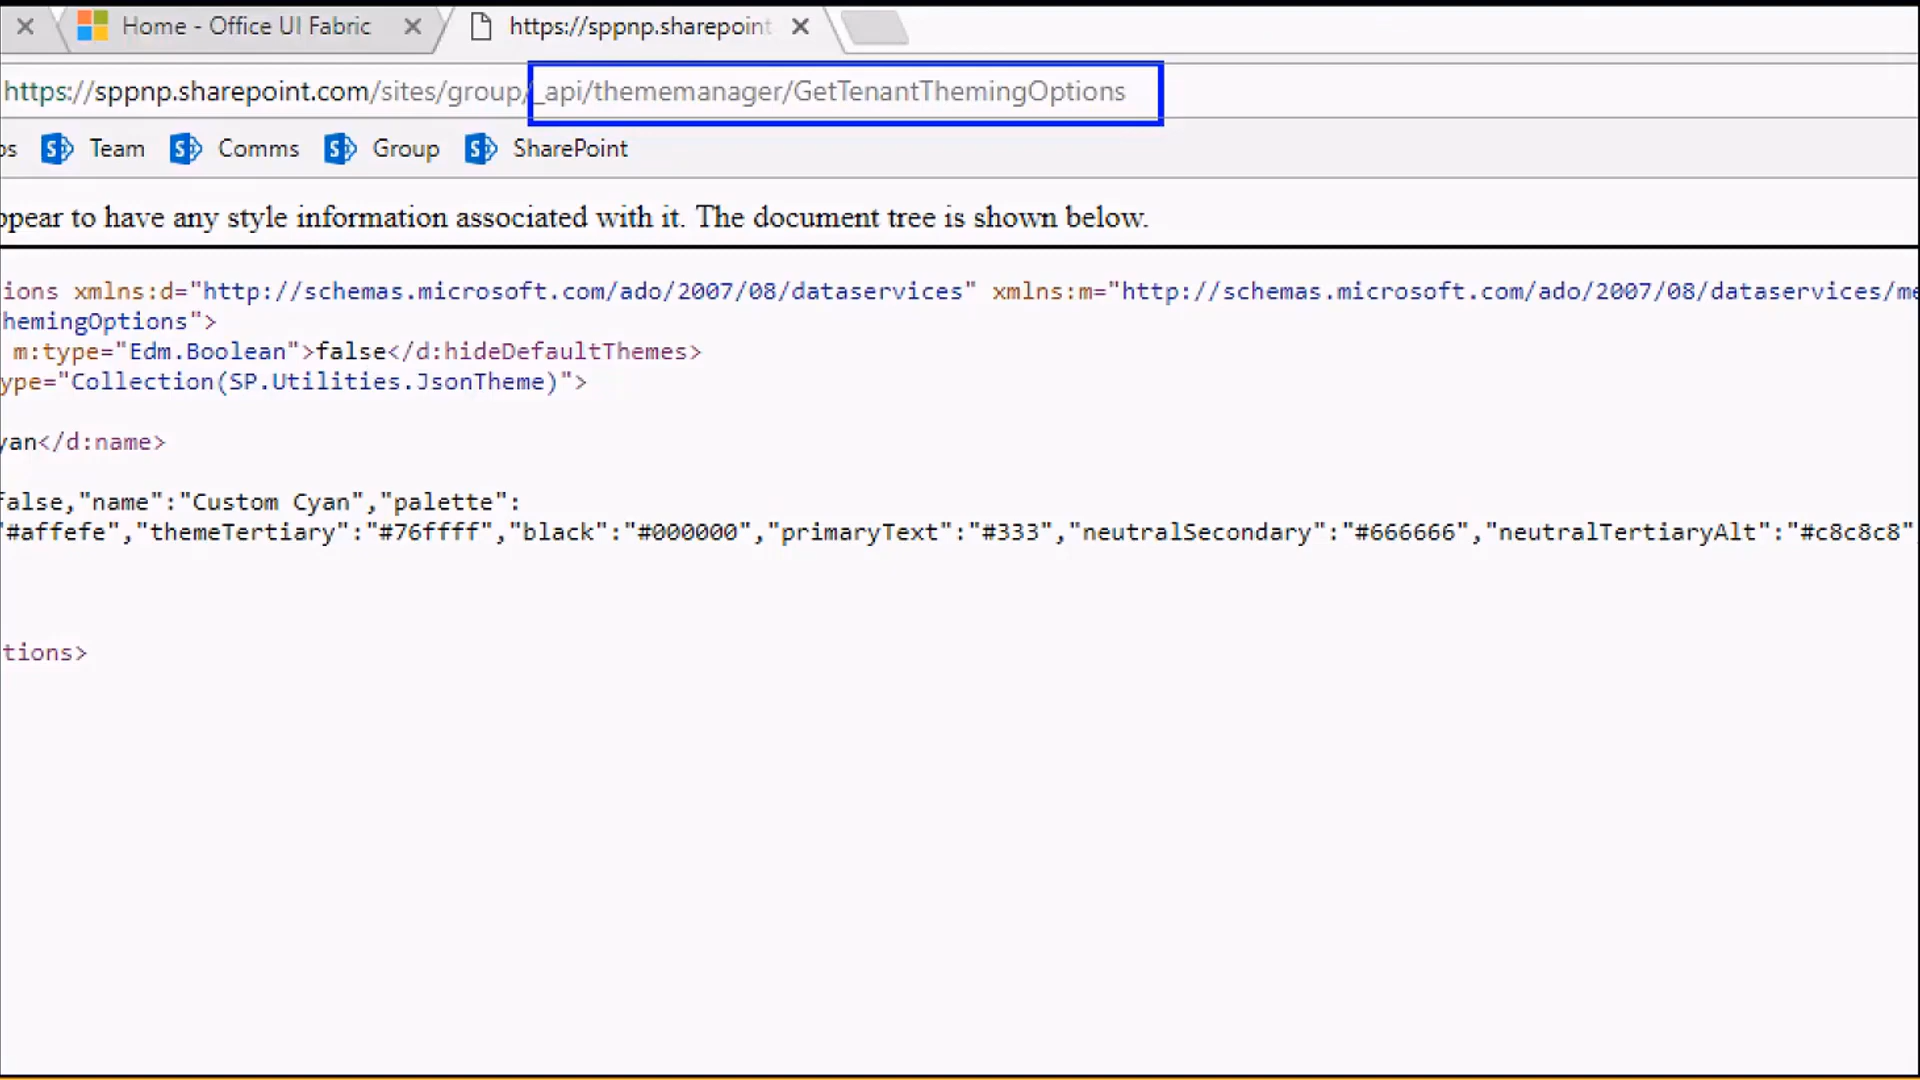 Home - Office UI Fabric https://sppnp.sharepoint
https://sppnp.sharepoint.com/sites/group/_api/thememanager/GetTenantThemingOptions
ps Team Comms Group SharePoint
ppear to have any style information associated with it. The document tree is shown below.
ions xmlns:d="http://schemas.microsoft.com/ado/2007/08/dataservices" xmlns:m="http://schemas.microsoft.com/ado/2007/08/dataservices/me
hemingOptions">
m:type="Edm.Boolean">false</d:hideDefaultThemes>
ype="Collection(SP.Utilities.JsonTheme)">
yan</d:name>
false,"name":"Custom Cyan","palette":
"#affefe","themeTertiary":"#76ffff","black":"#000000","primaryText":"#333","neutralSecondary":"#666666","neutralTertiaryAlt":"#c8c8c8"
tions>